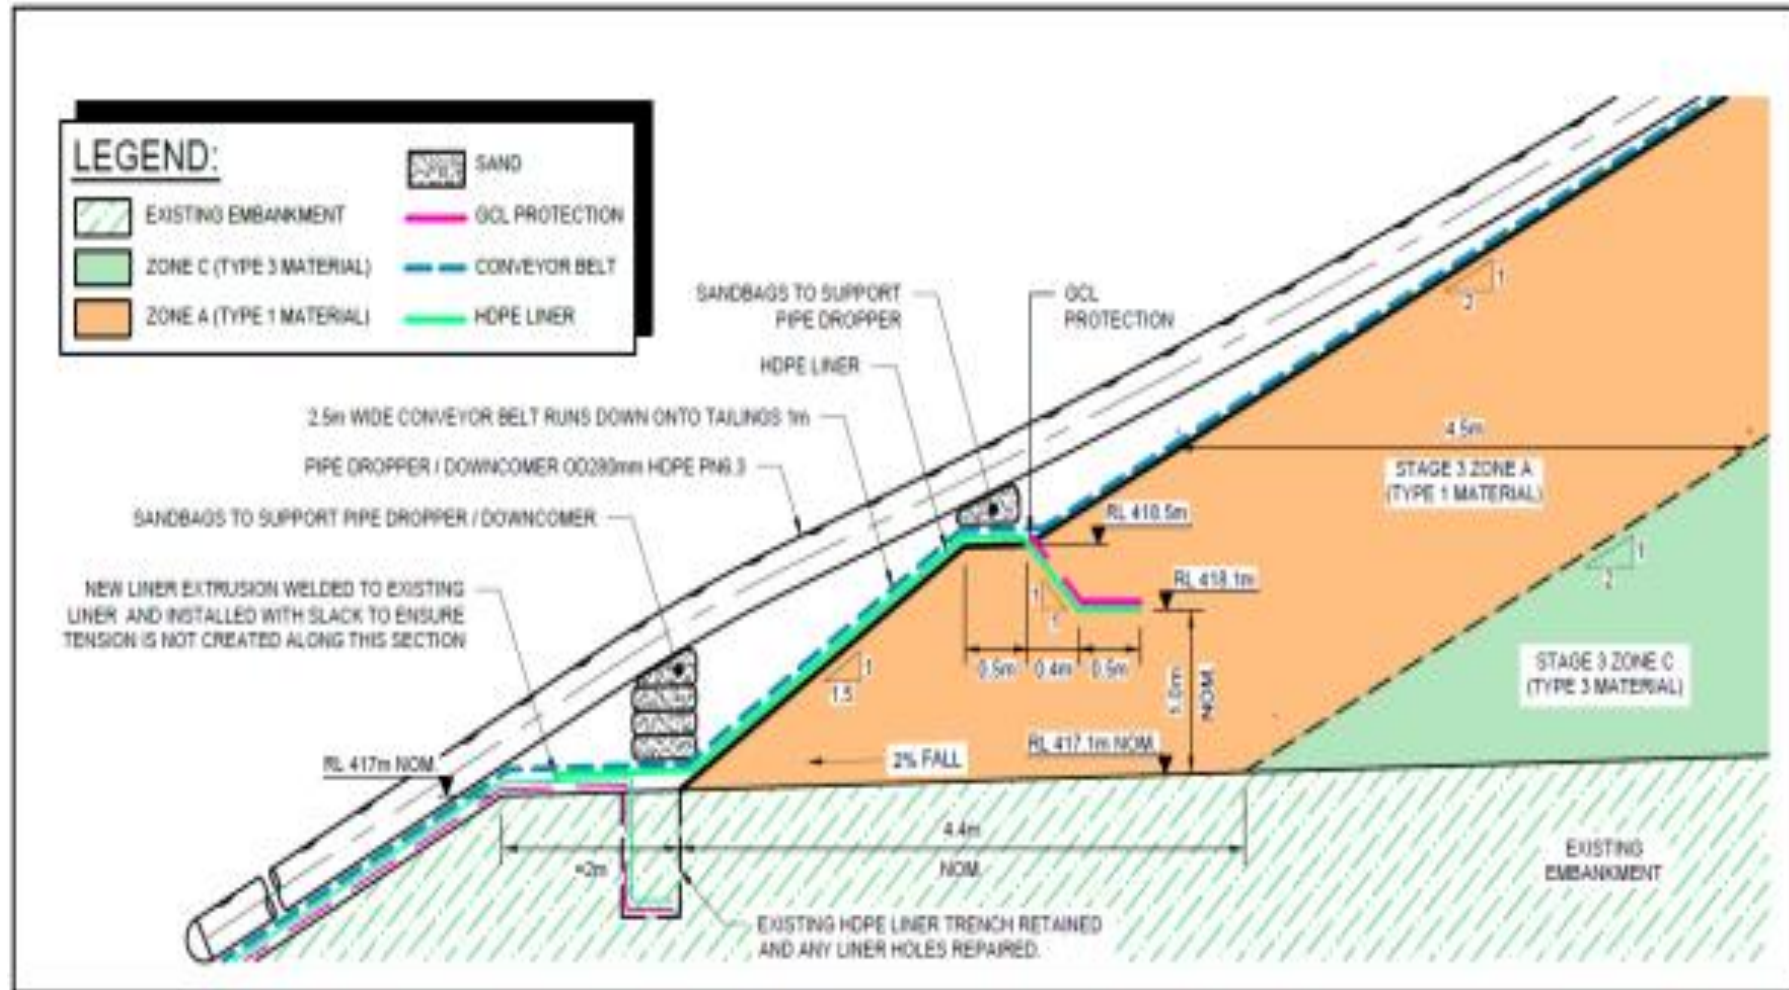 LEGEND:
EXISTING EMBANKMENT
ZONE C (TYPE 3 MATERIAL)
ZONE A (TYPE 1 MATERIAL)
SAND
GCL PROTECTION
CONVEYOR BELT
HDPE LINER
SANDBAGS TO SUPPORT
PIPE DROPPER
GCL
PROTECTION
HDPE LINER
2.5m WIDE CONVEYOR BELT RUNS DOWN ONTO TAILINGS 1m
PIPE DROPPER / DOWNCOMER OD280mm HDPE PN6.3
SANDBAGS TO SUPPORT PIPE DROPPER / DOWNCOMER
NEW LINER EXTRUSION WELDED TO EXISTING
LINER AND INSTALLED WITH SLACK TO ENSURE
TENSION IS NOT CREATED ALONG THIS SECTION
1
2
4.5m
STAGE 3 ZONE A
(TYPE 1 MATERIAL)
RL 418.5m
1
2
RL 418.1m
1
1
0.5m
0.4m
0.5m
1
1.5
1.0m
NOM.
STAGE 3 ZONE C
(TYPE 3 MATERIAL)
RL 417m NOM.
2% FALL
RL 417.1m NOM.
4.4m
NOM.
≈2m
EXISTING
EMBANKMENT
EXISTING HDPE LINER TRENCH RETAINED
AND ANY LINER HOLES REPAIRED.